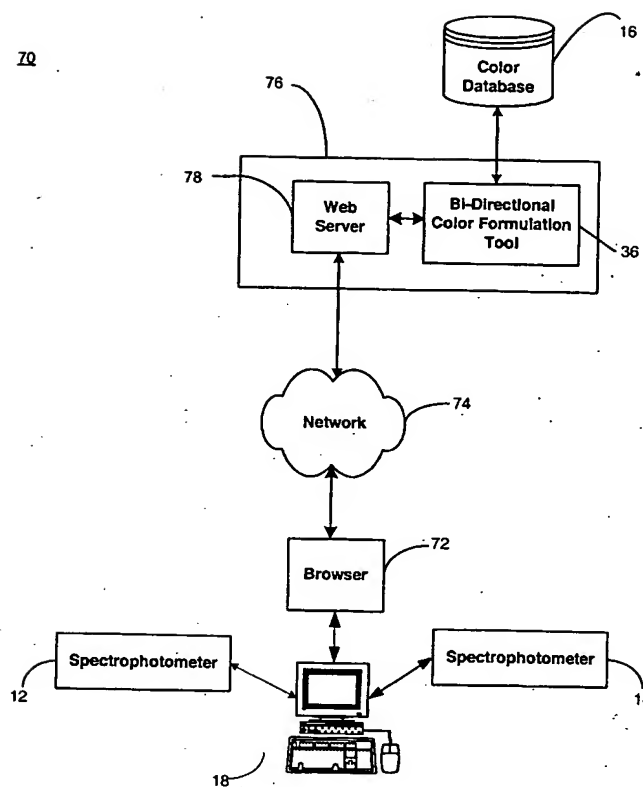 70
16
Color
Database
76
78
Web
Server
Bi-Directional
Color Formulation
Tool
36
Network
74
Browser
72
Spectrophotometer
12
Spectrophotometer
18